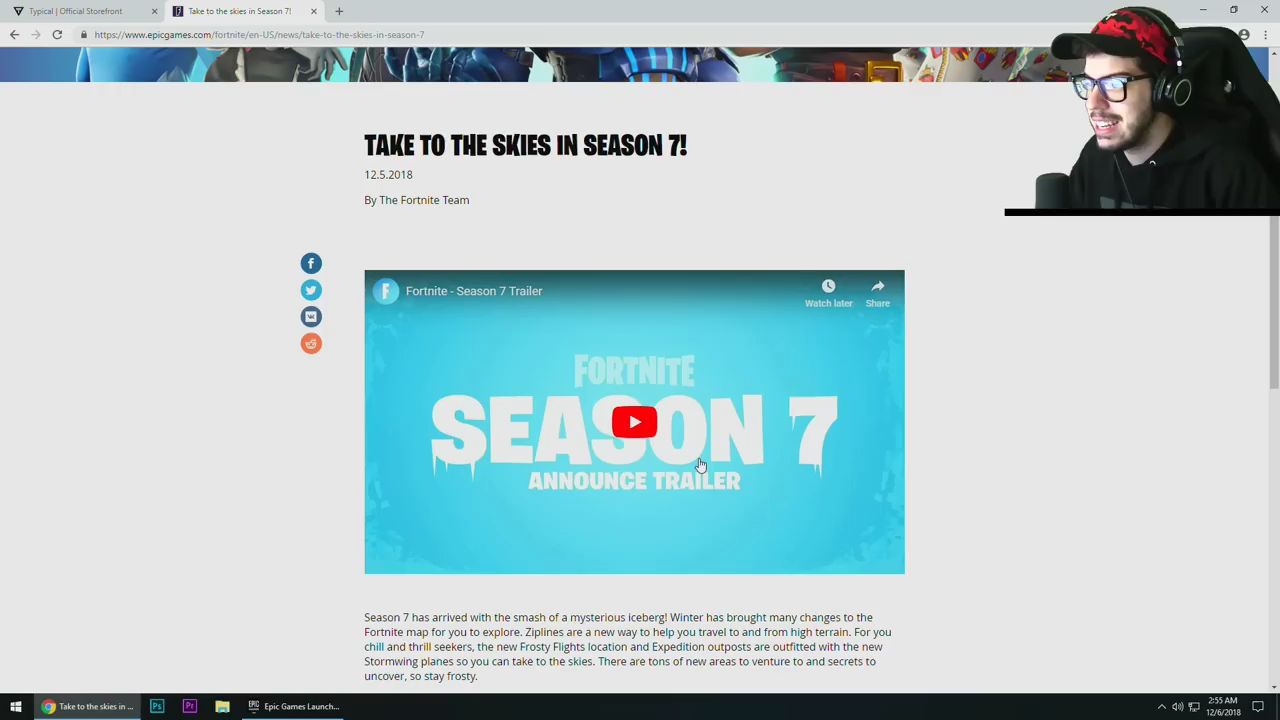 Typical | Official Storefront
Take to the skies in Season 7!
https://www.epicgames.com/fortnite/en-US/news/take-to-the-skies-in-season-7
TAKE TO THE SKIES IN SEASON 7!
12.5.2018
By The Fortnite Team
Fortnite - Season 7 Trailer
Watch later
Share
FORTNITE
SEASON 7
ANNOUNCE TRAILER
Season 7 has arrived with the smash of a mysterious iceberg! Winter has brought many changes to the
Fortnite map for you to explore. Ziplines are a new way to help you travel to and from high terrain. For you
chill and thrill seekers, the new Frosty Flights location and Expedition outposts are outfitted with the new
Stormwing planes so you can take to the skies. There are tons of new areas to venture to and secrets to
uncover, so stay frosty.
Take to the skies in ...
Ps
Pr
Epic Games Launch...
2:55 AM
12/6/2018